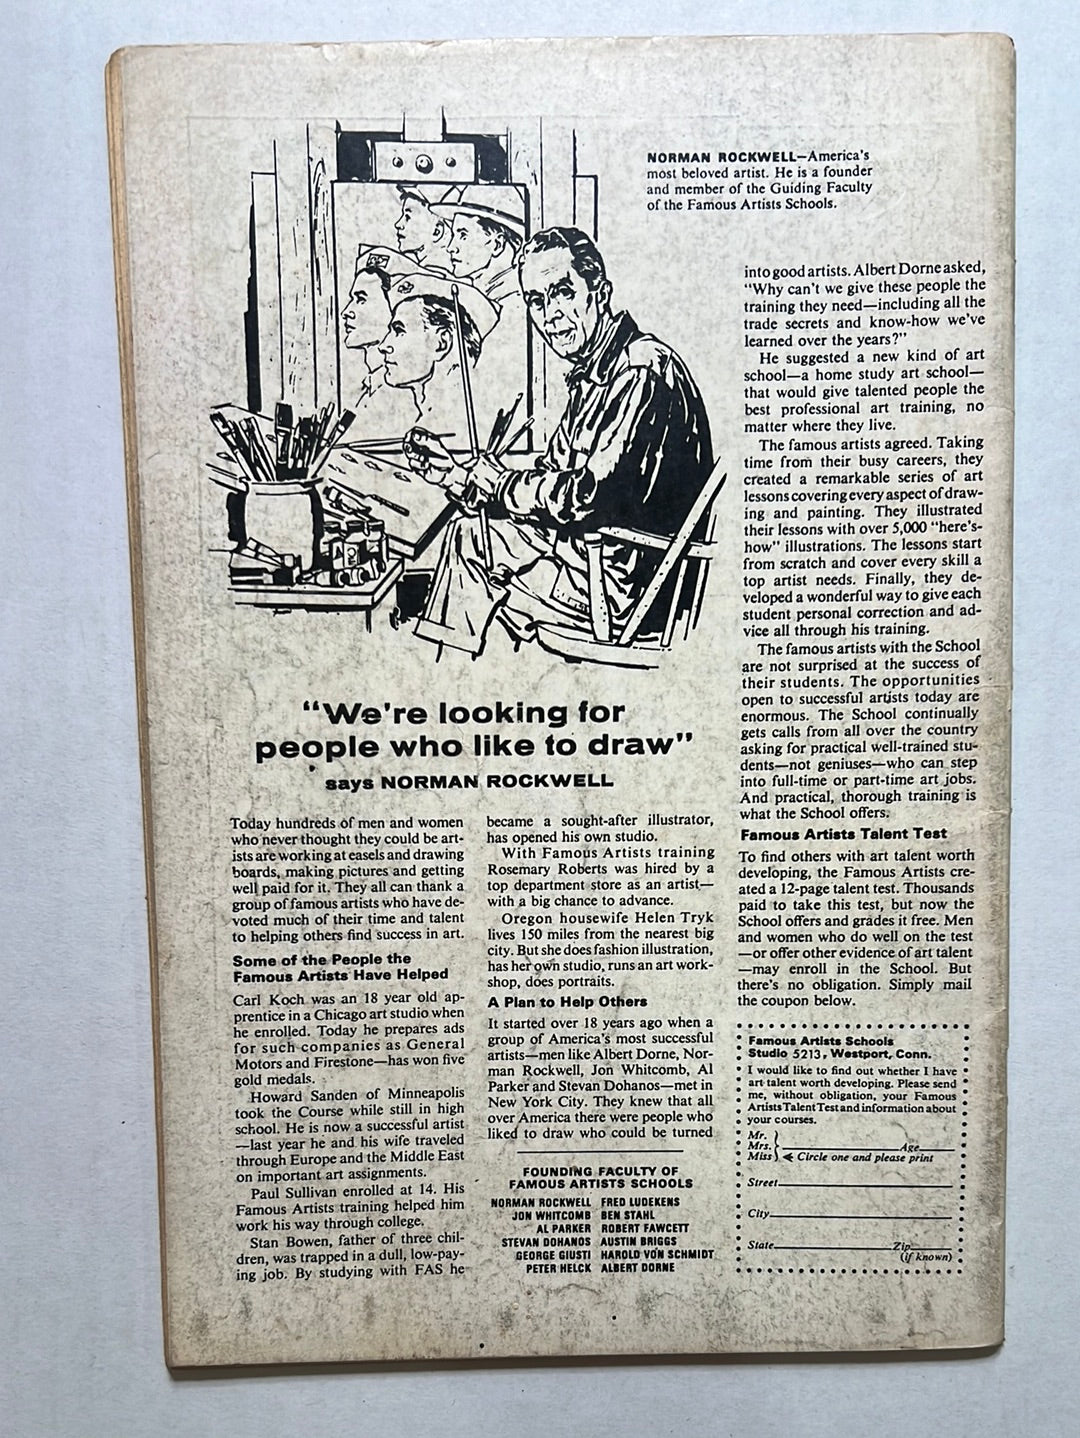 NORMAN ROCKWELL—America's
most beloved artist. He is a founder
and member of the Guiding Faculty
of the Famous Artists Schools.
"We're looking for
people who like to draw"
says NORMAN ROCKWELL
Today hundreds of men and women
who never thought they could be art-
ists are working at easels and drawing
boards, making pictures and getting
well paid for it. They all can thank a
group of famous artists who have de-
voted much of their time and talent
to helping others find success in art.
Some of the People the
Famous Artists Have Helped
Carl Koch was an 18 year old ap-
prentice in a Chicago art studio when
he enrolled. Today he prepares ads
for such companies as General
Motors and Firestone—has won five
gold medals.
Howard Sanden of Minneapolis
took the Course while still in high
school. He is now a successful artist
—last year he and his wife traveled
through Europe and the Middle East
on important art assignments.
Paul Sullivan enrolled at 14. His
Famous Artists training helped him
work his way through college.
Stan Bowen, father of three chil-
dren, was trapped in a dull, low-pay-
ing job. By studying with FAS he
became a sought-after illustrator,
has opened his own studio.
With Famous Artists training
Rosemary Roberts was hired by a
top department store as an artist—
with a big chance to advance.
Oregon housewife Helen Tryk
lives 150 miles from the nearest big
city. But she does fashion illustration,
has her own studio, runs an art work-
shop, does portraits.
A Plan to Help Others
It started over 18 years ago when a
group of America's most successful
artists—men like Albert Dorne, Nor-
man Rockwell, Jon Whitcomb, Al
Parker and Stevan Dohanos—met in
New York City. They knew that all
over America there were people who
liked to draw who could be turned
FOUNDING FACULTY OF
FAMOUS ARTISTS SCHOOLS
NORMAN ROCKWELL FRED LUDEKENS
JON WHITCOMB BEN STAHL
AL PARKER ROBERT FAWCETT
STEVAN DOHANOS AUSTIN BRIGGS
GEORGE GIUSTI HAROLD VON SCHMIDT
PETER HELCK ALBERT DORNE
into good artists. Albert Dorne asked,
"Why can't we give these people the
training they need—including all the
trade secrets and know-how we've
learned over the years?"
He suggested a new kind of art
school—a home study art school—
that would give talented people the
best professional art training, no
matter where they live.
The famous artists agreed. Taking
time from their busy careers, they
created a remarkable series of art
lessons covering every aspect of draw-
ing and painting. They illustrated
their lessons with over 5,000 "here's-
how" illustrations. The lessons start
from scratch and cover every skill a
top artist needs. Finally, they de-
veloped a wonderful way to give each
student personal correction and ad-
vice all through his training.
The famous artists with the School
are not surprised at the success of
their students. The opportunities
open to successful artists today are
enormous. The School continually
gets calls from all over the country
asking for practical well-trained stu-
dents—not geniuses—who can step
into full-time or part-time art jobs.
And practical, thorough training is
what the School offers.
Famous Artists Talent Test
To find others with art talent worth
developing, the Famous Artists cre-
ated a 12-page talent test. Thousands
paid to take this test, but now the
School offers and grades it free. Men
and women who do well on the test
—or offer other evidence of art talent
—may enroll in the School. But
there's no obligation. Simply mail
the coupon below.
Famous Artists Schools
Studio 5213, Westport, Conn.
I would like to find out whether I have
art talent worth developing. Please send
me, without obligation, your Famous
Artists Talent Test and information about
your courses.
Mr.
Mrs. Age
Miss Circle one and please print
Street
City
State Zip
(if known)